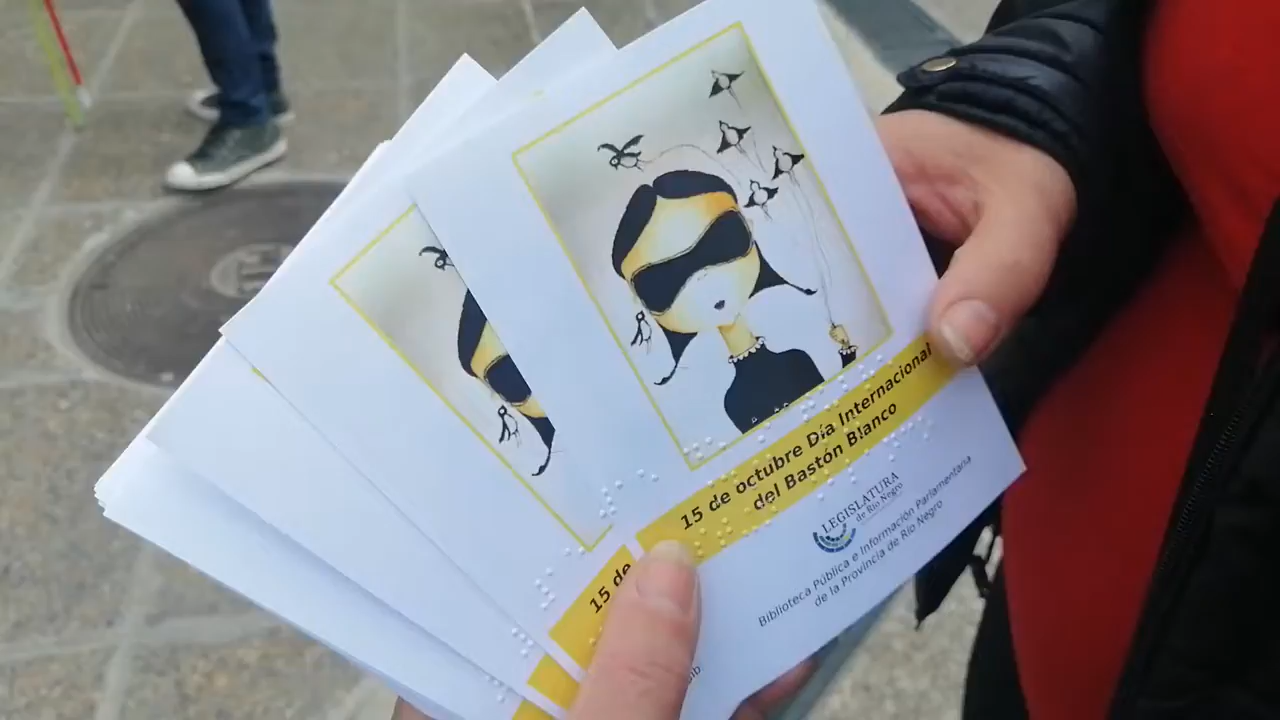 15 de octubre Día Internacional
del Bastón Blanco
LEGISLATURA
de Río Negro
Biblioteca Pública e Información Parlamentaria
de la Provincia de Río Negro
15 de